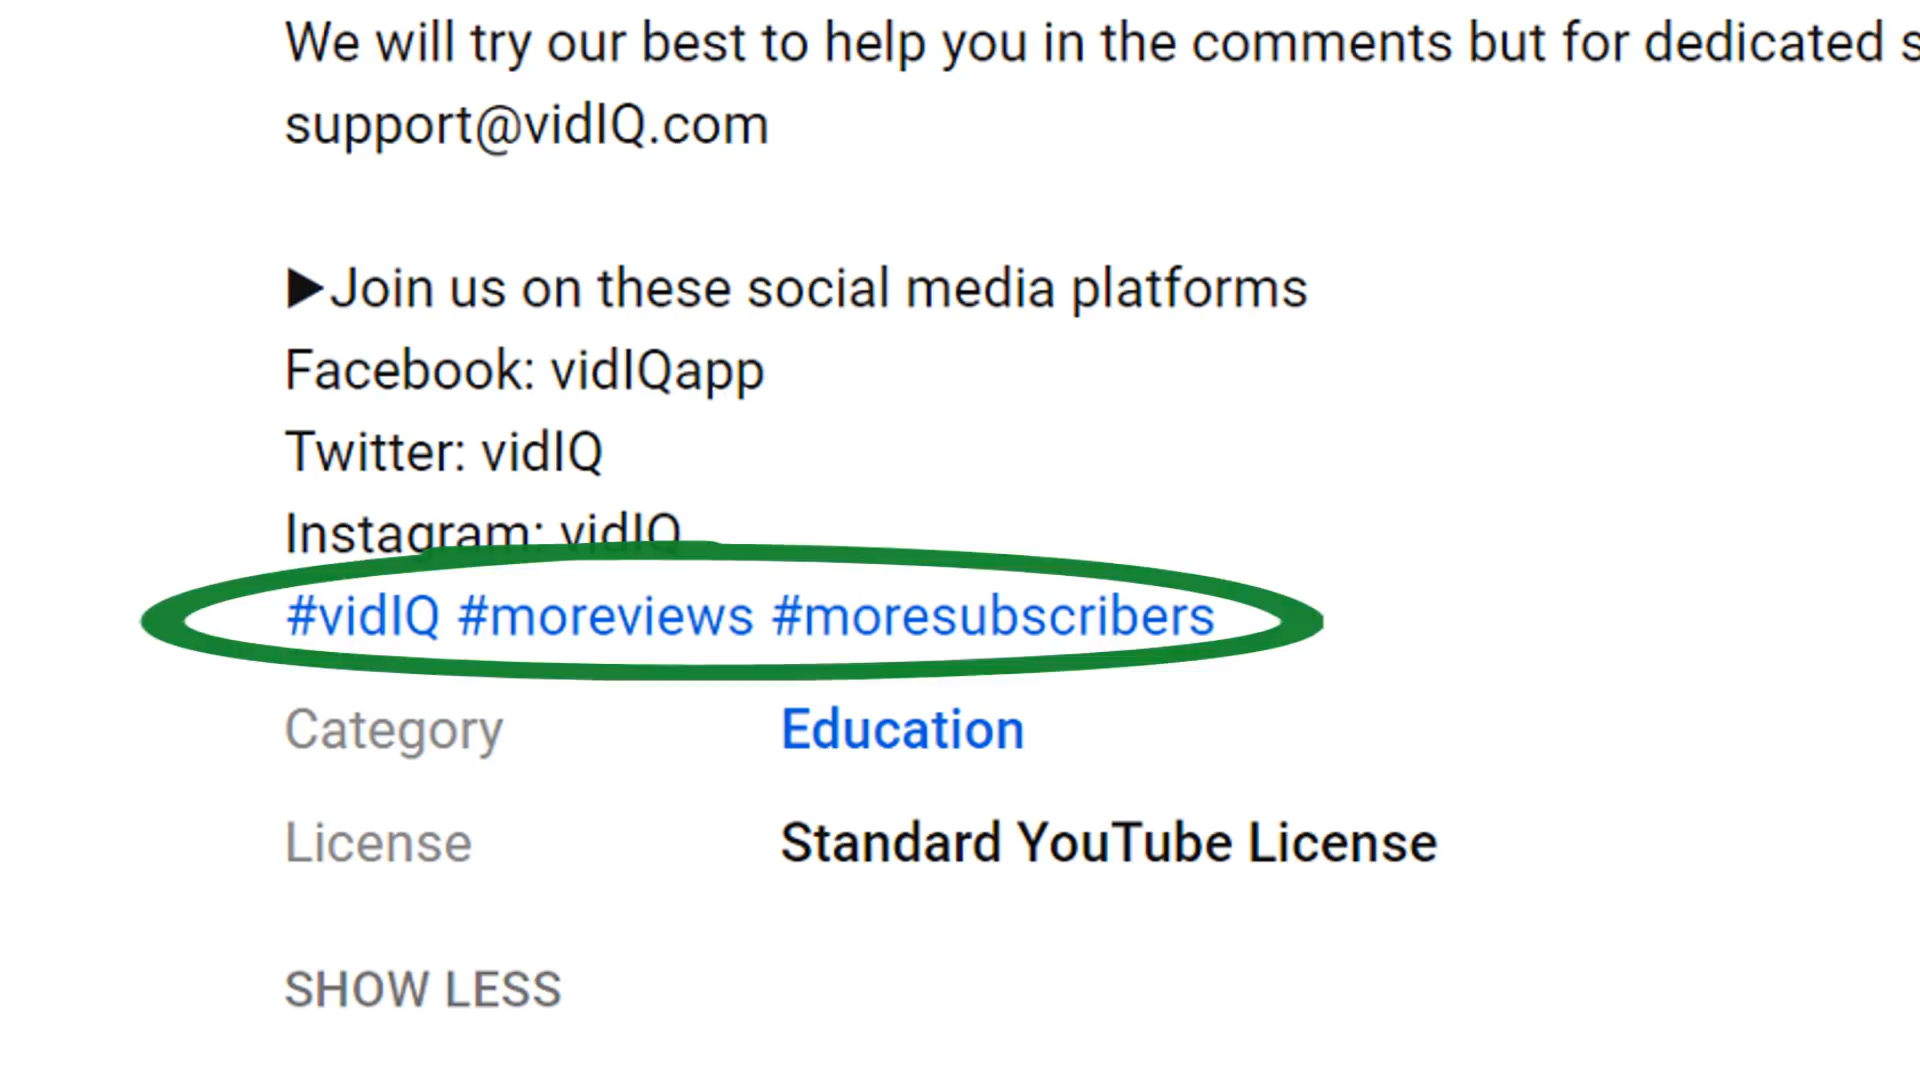 We will try our best to help you in the comments but for dedicated
support@vidIQ.com
▶Join us on these social media platforms
Facebook: vidIQapp
Twitter: vidIQ
Instagram: vidIQ
#vidIQ #moreviews #moresubscribers
Category Education
License Standard YouTube License
SHOW LESS